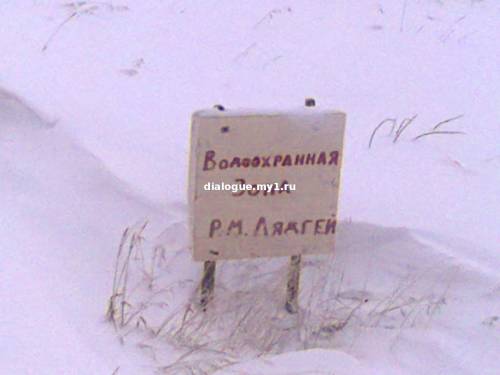 Водоохранная
dialogue.my1.ru
Зона
Р.М. Лямгей